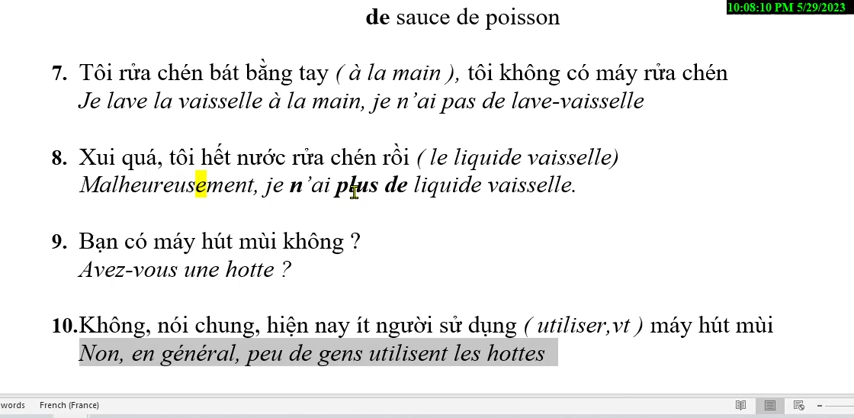 10:08:10 PM 5/29/2023
de sauce de poisson
7. Tôi rửa chén bát bằng tay ( à la main ), tôi không có máy rửa chén
Je lave la vaisselle à la main, je n’ai pas de lave-vaisselle
8. Xui quá, tôi hết nước rửa chén rồi ( le liquide vaisselle)
Malheureusement, je n’ai plus de liquide vaisselle.
9. Bạn có máy hút mùi không ?
Avez-vous une hotte ?
10.Không, nói chung, hiện nay ít người sử dụng ( utiliser,vt ) máy hút mùi
Non, en général, peu de gens utilisent les hottes
words French (France)